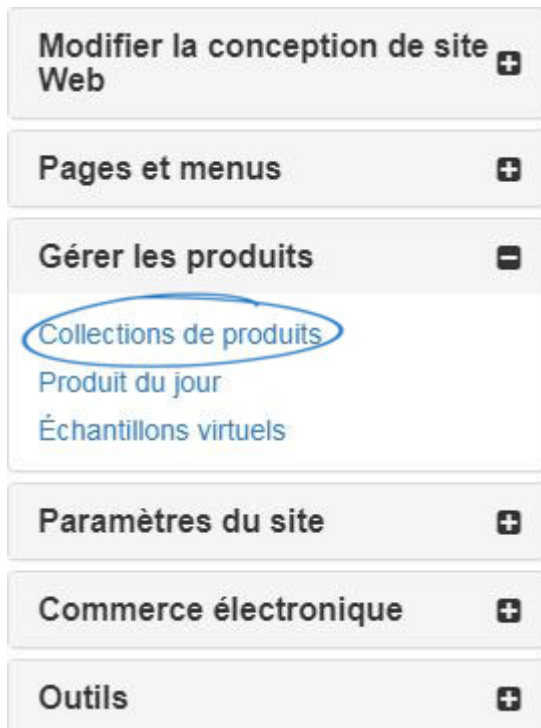 Modifier la conception de site
Web
Pages et menus
Gérer les produits
Collections de produits
Produit du jour
Échantillons virtuels
Paramètres du site
Commerce électronique
Outils